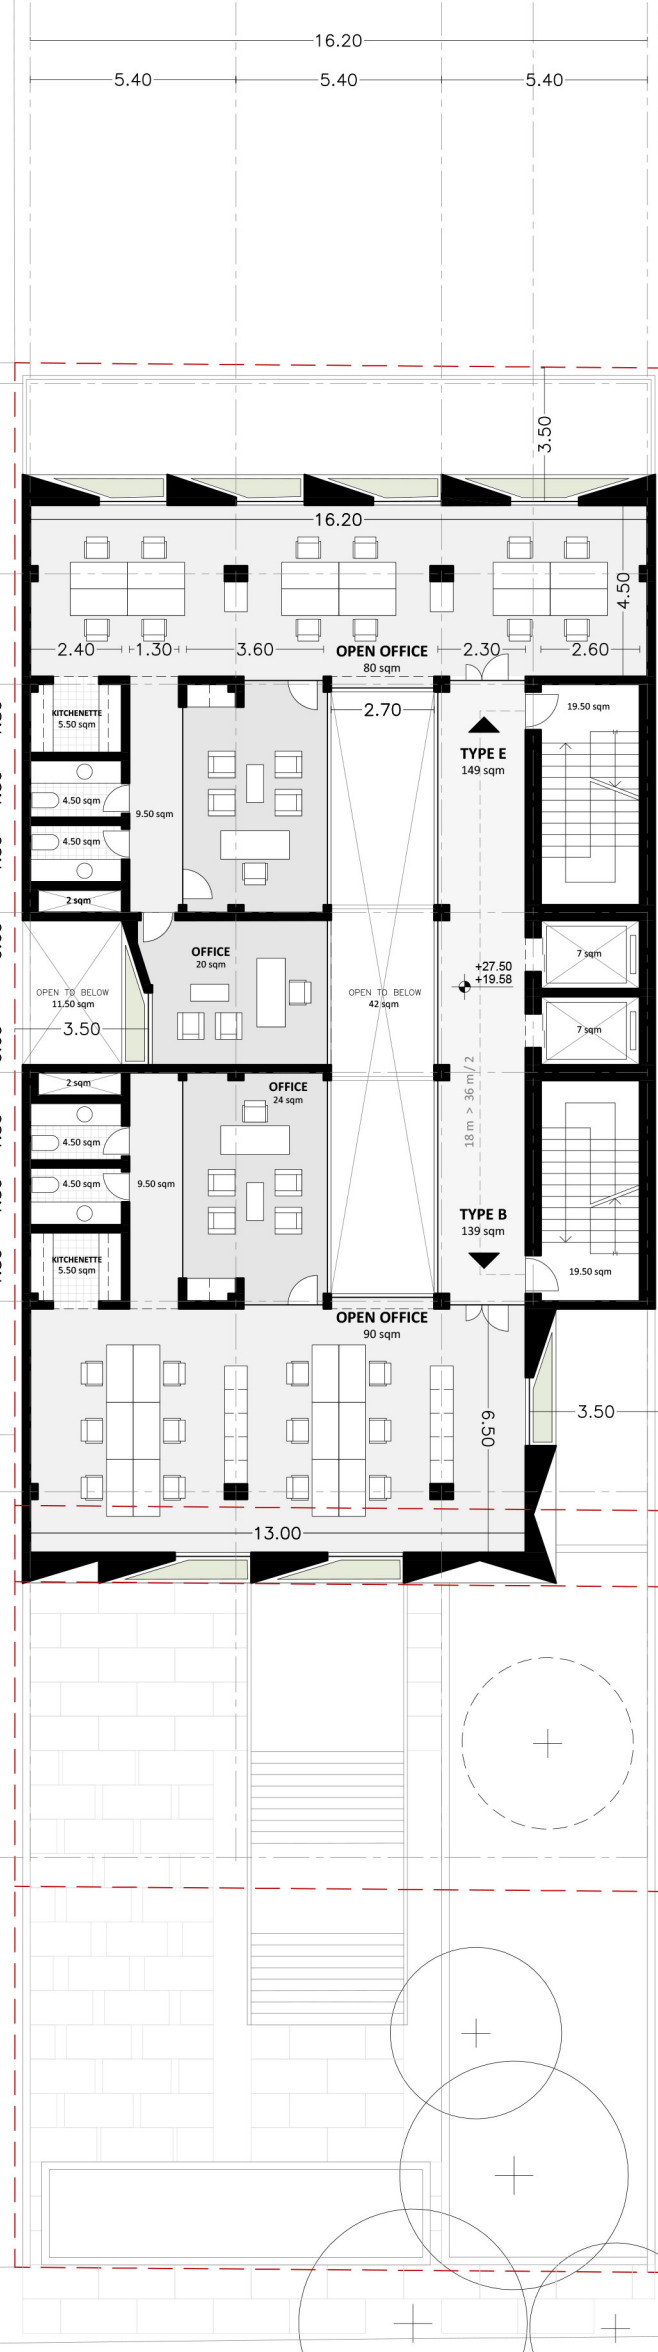 16.20
5.40 5.40 5.40
3.50
16.20
4.50
2.40 1.30 3.60 OPEN OFFICE 2.30 2.60
80 sqm
KITCHENETTE
5.50 sqm
2.70
19.50 sqm
TYPE E
149 sqm
4.50 sqm
9.50 sqm
4.50 sqm
2 sqm
OFFICE
20 sqm
7 sqm
+27.50
+19.58
OPEN TO BELOW
11.50 sqm
OPEN TO BELOW
42 sqm
3.50
7 sqm
18 m > 36 m / 2
2 sqm
OFFICE
24 sqm
4.50 sqm
4.50 sqm
9.50 sqm
TYPE B
139 sqm
KITCHENETTE
5.50 sqm
19.50 sqm
OPEN OFFICE
90 sqm
6.50
3.50
13.00